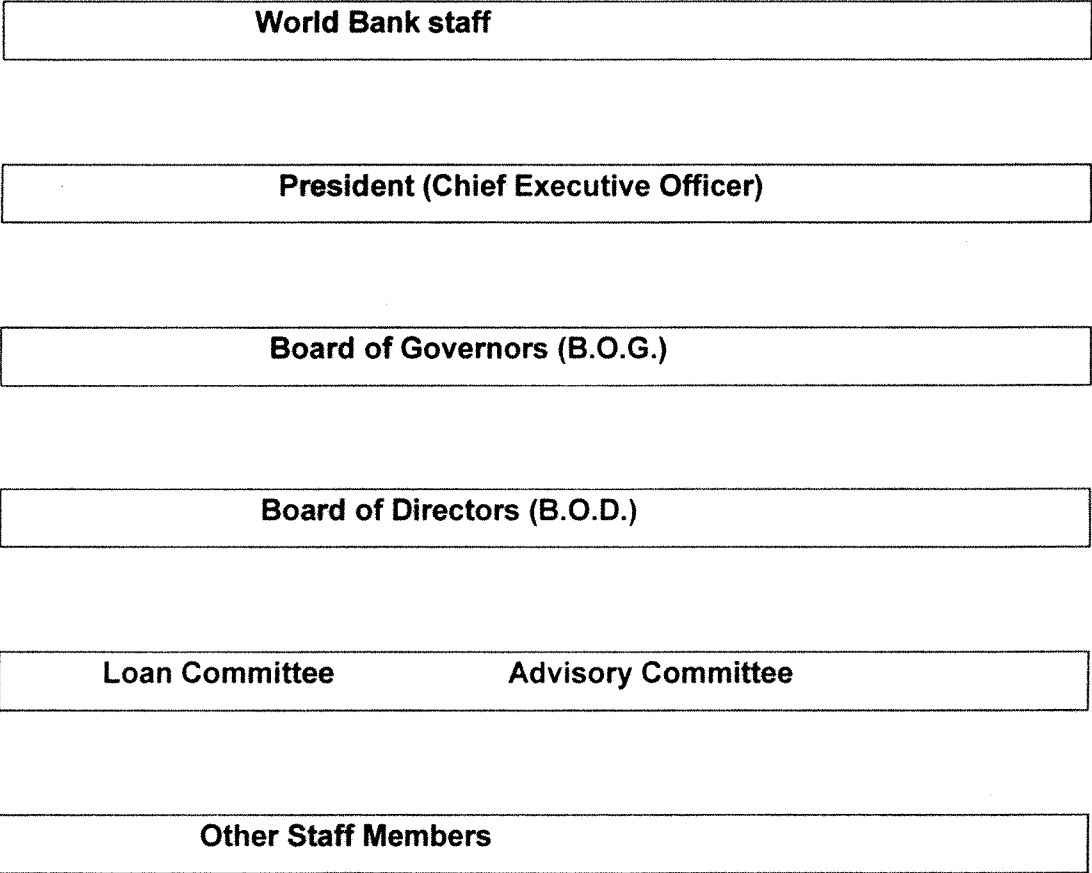 World Bank staff
President (Chief Executive Officer)
Board of Governors (B.O.G.)
Board of Directors (B.O.D.)
Loan Committee Advisory Committee
Other Staff Members